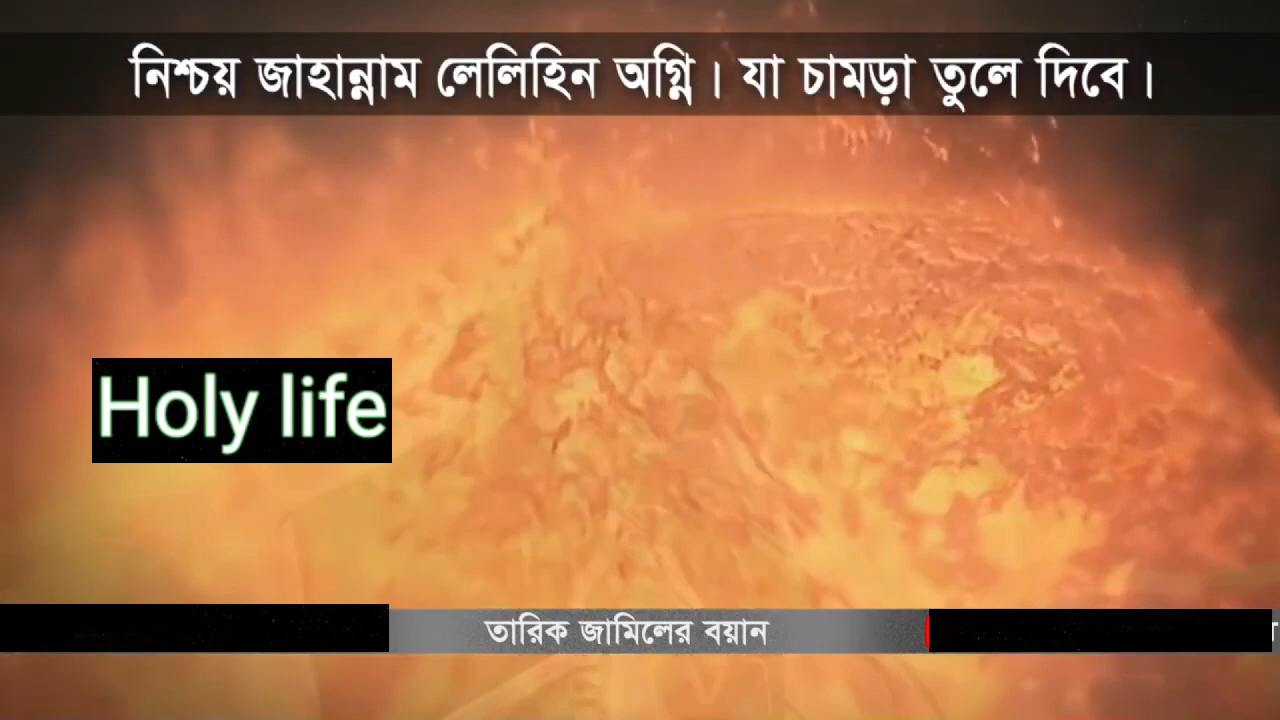 নিশ্চয় জাহান্নাম লেলিহিন অগ্নি। যা চামড়া তুলে দিবে।
Holy life
তারিক জামিলের বয়ান